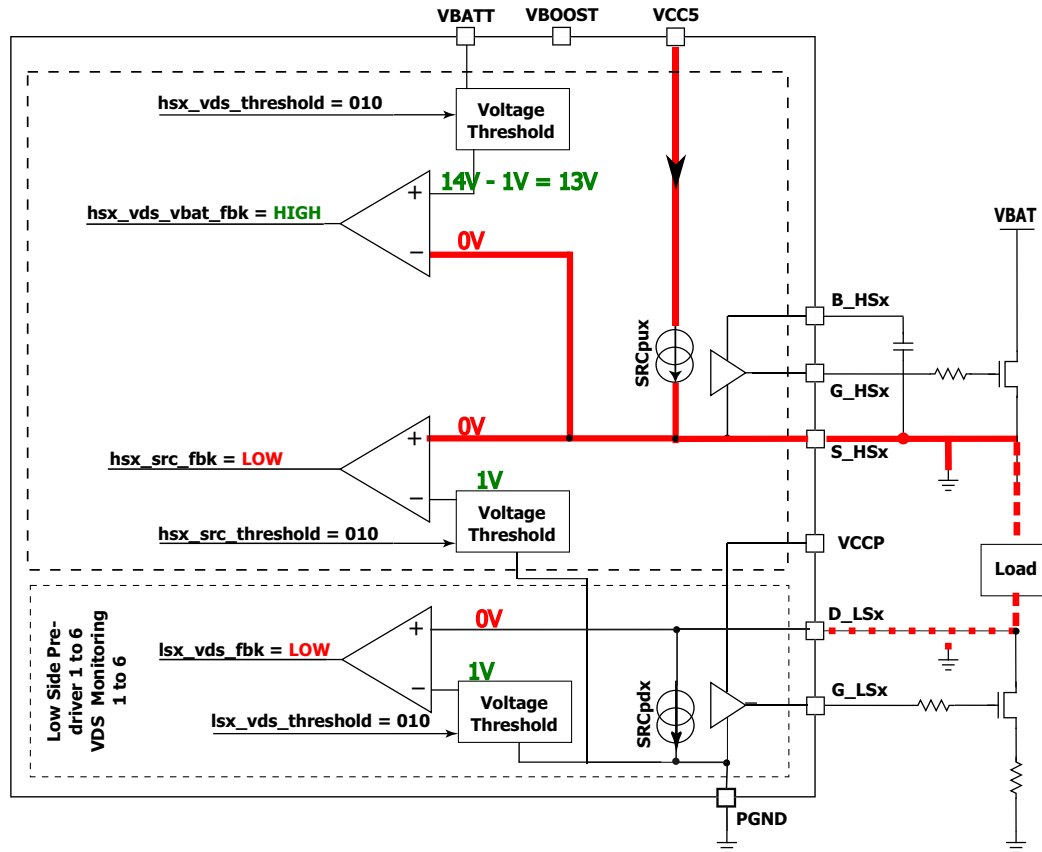 VBATT
VBOOST
VCC5
hsx_vds_threshold = 010
Voltage
Threshold
14V - 1V = 13V
+
hsx_vds_vbat_fbk = HIGH
−
0V
VBAT
B_HSx
SRCpux
G_HSx
0V
+
S_HSx
hsx_src_fbk = LOW
−
1V
Voltage
Threshold
hsx_src_threshold = 010
VCCP
Load
Low Side Pre-
driver 1 to 6
VDS Monitoring
1 to 6
0V
+
D_LSx
lsx_vds_fbk = LOW
−
1V
G_LSx
Voltage
Threshold
lsx_vds_threshold = 010
SRCpdx
PGND